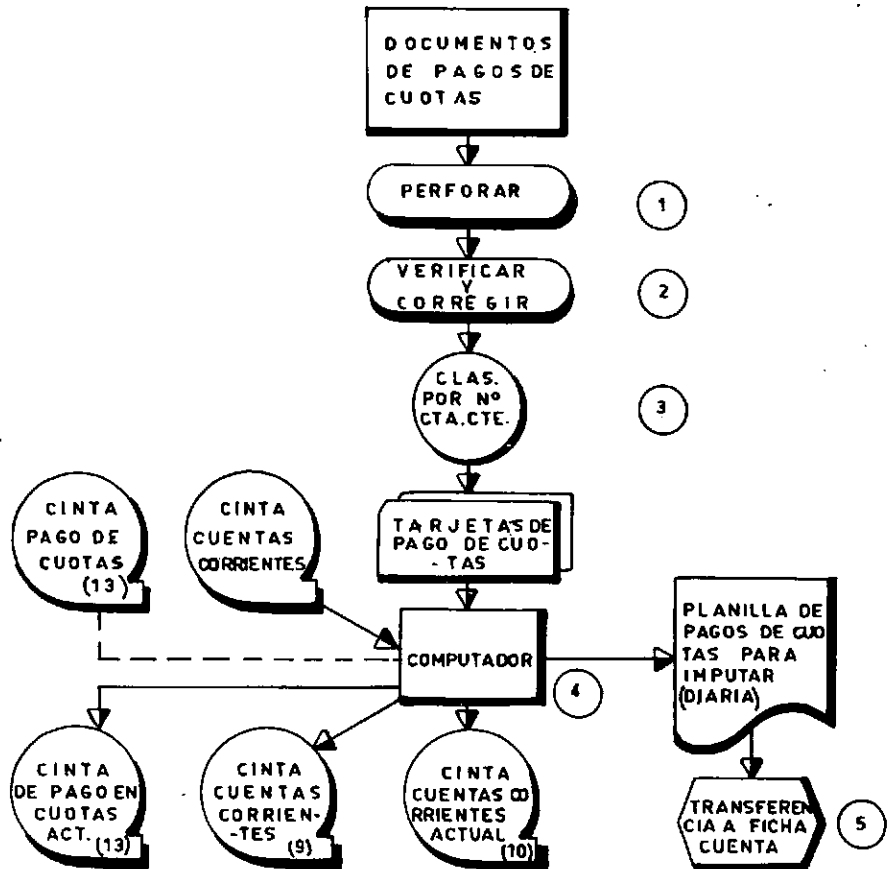 DOCUMENTOS
DE PAGOS DE
CUOTAS
PERFORAR
1
VERIFICAR
Y
CORREGIR
2
CLAS.
POR Nº
CTA. CTE.
3
CINTA
PAGO DE
CUOTAS
(13)
CINTA
CUENTAS
CORRIENTES
TARJETAS DE
PAGO DE CUO-
-TAS
COMPUTADOR
4
PLANILLA DE
PAGOS DE CUO
TAS PARA
IMPUTAR
(DIARIA)
CINTA
DE PAGO EN
CUOTAS
ACT.
(13)
CINTA
CUENTAS
CORRIEN-
-TES
(9)
CINTA
CUENTAS CO
RRIENTES
ACTUAL
(10)
TRANSFEREN
CIA A FICHA
CUENTA
5